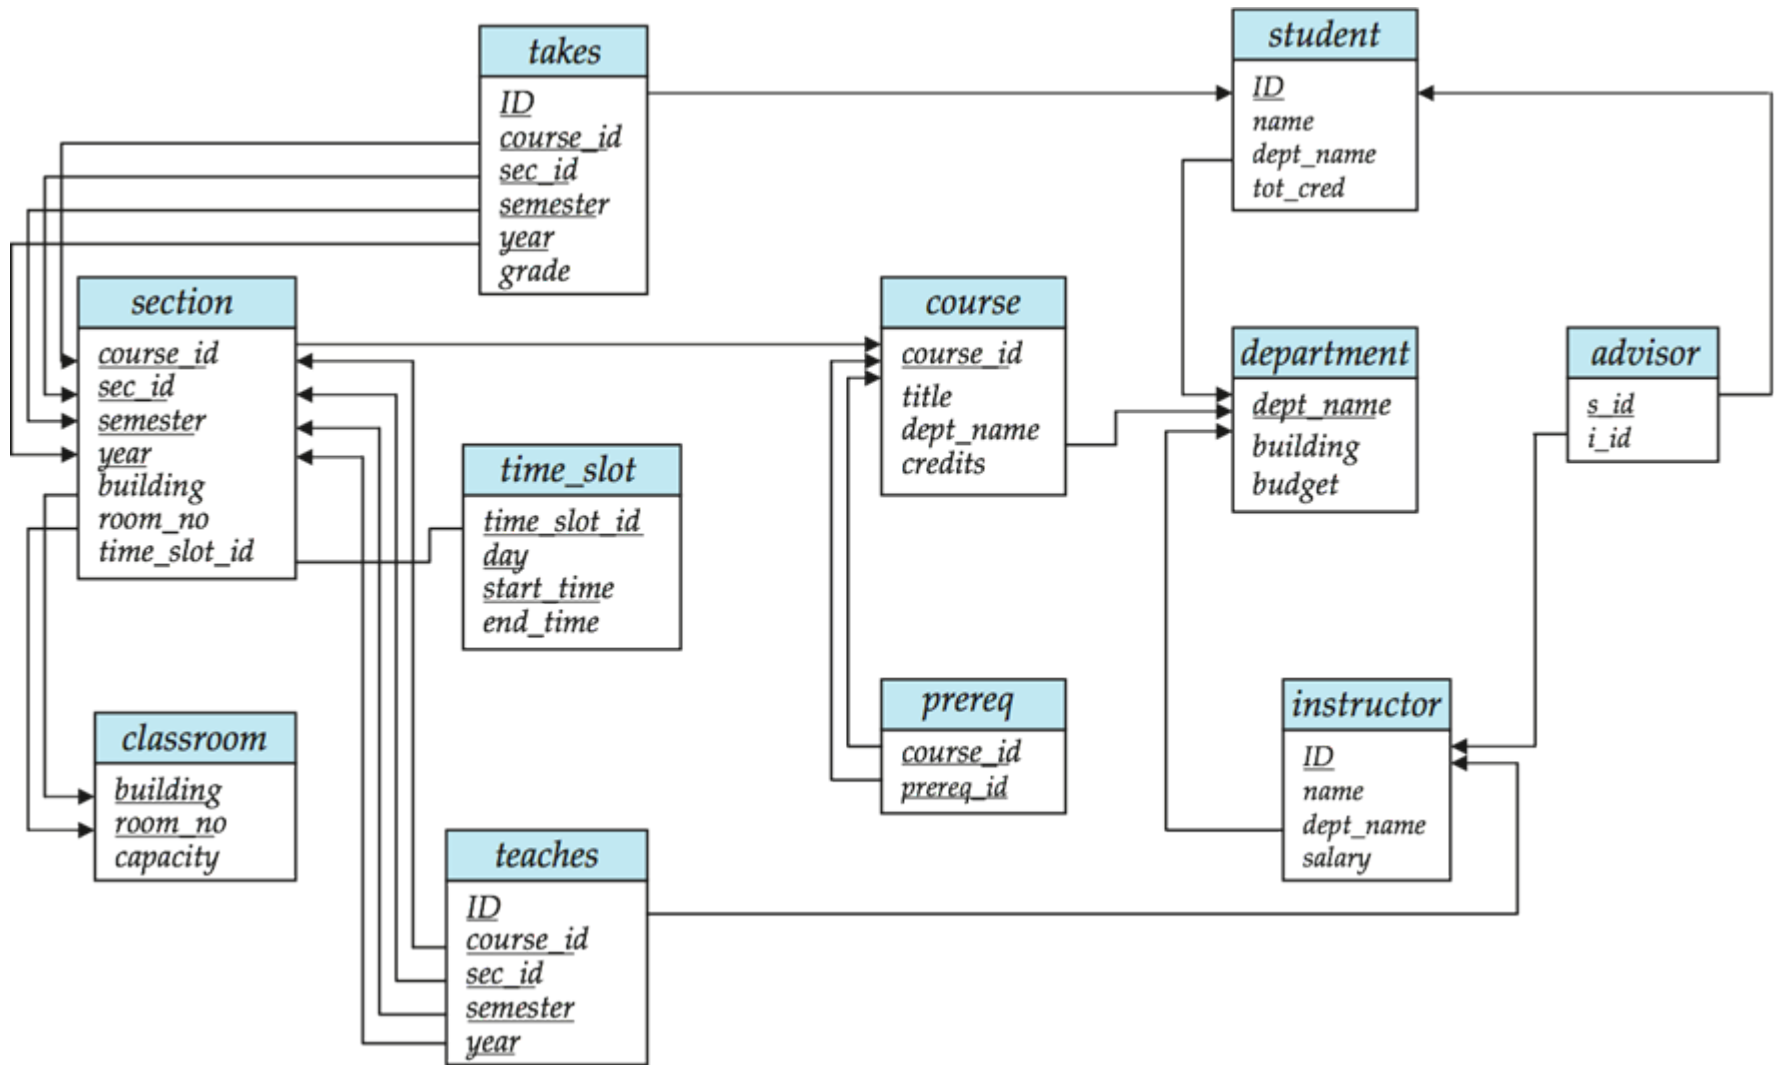 takes
ID
course_id
sec_id
semester
year
grade
student
ID
name
dept_name
tot_cred
section
course_id
sec_id
semester
year
building
room_no
time_slot_id
course
course_id
title
dept_name
credits
department
dept_name
building
budget
advisor
s_id
i_id
time_slot
time_slot_id
day
start_time
end_time
prereq
course_id
prereq_id
instructor
ID
name
dept_name
salary
classroom
building
room_no
capacity
teaches
ID
course_id
sec_id
semester
year